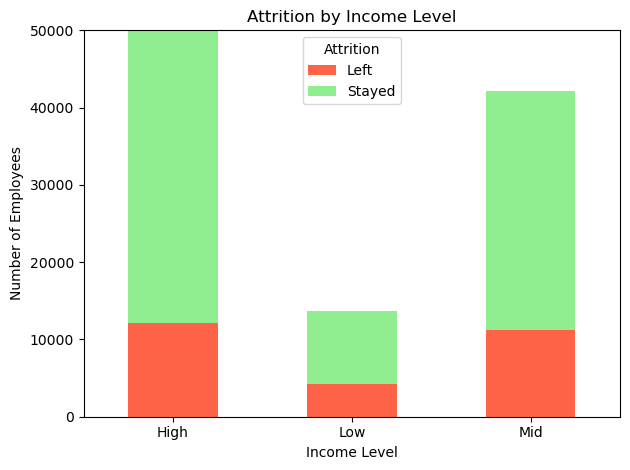 Attrition by Income Level
50000
40000
30000
20000
10000
0
Number of Employees
Attrition
Left
Stayed
High
Low
Mid
Income Level